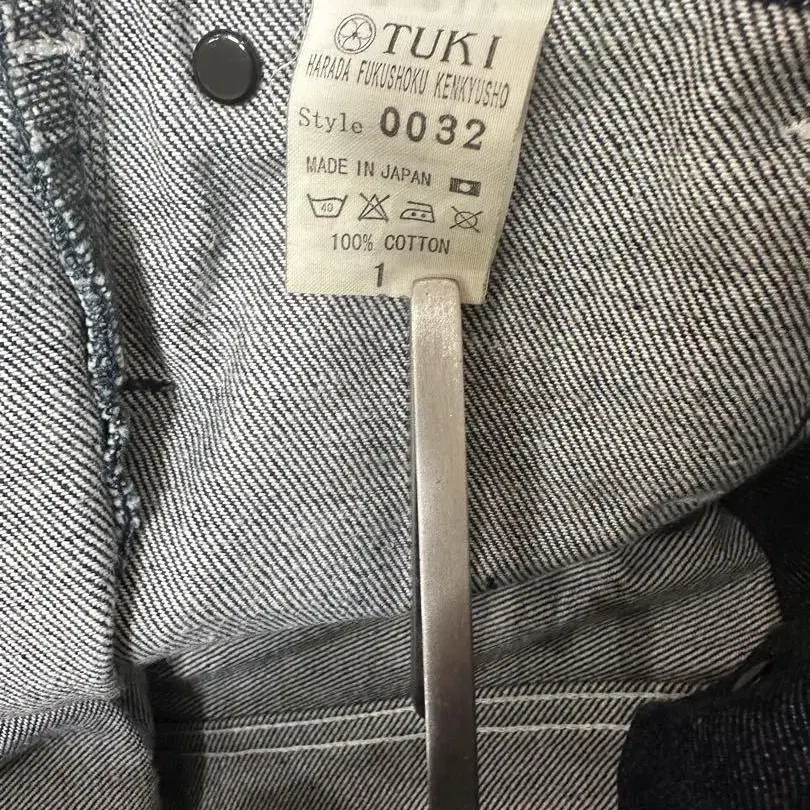 TUKI
HARADA FUKUSHOKU KENKYUSHO
Style 0032
MADE IN JAPAN
40
100% COTTON
1